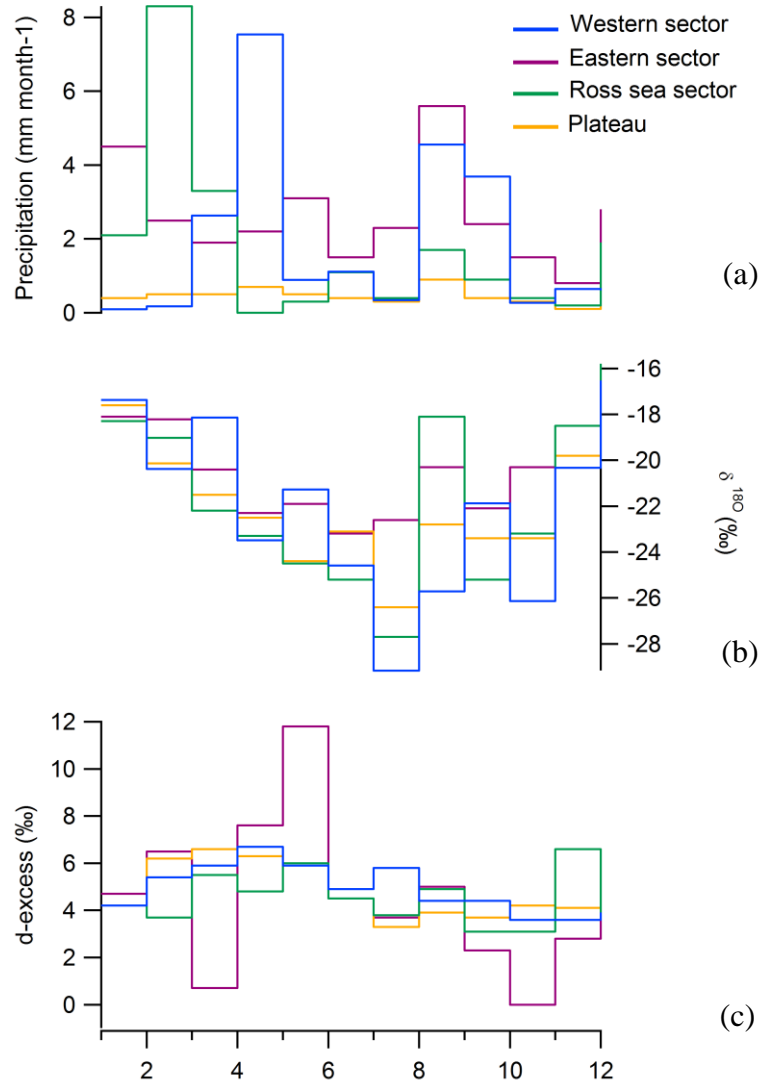 8
6
4
2
0
Precipitation (mm month-1)
Western sector
Eastern sector
Ross sea sector
Plateau
(a)
-16
-18
-20
-22
-24
-26
-28
δ 18O (‰)
(b)
12
10
8
6
4
2
0
d-excess (‰)
(c)
2 4 6 8 10 12